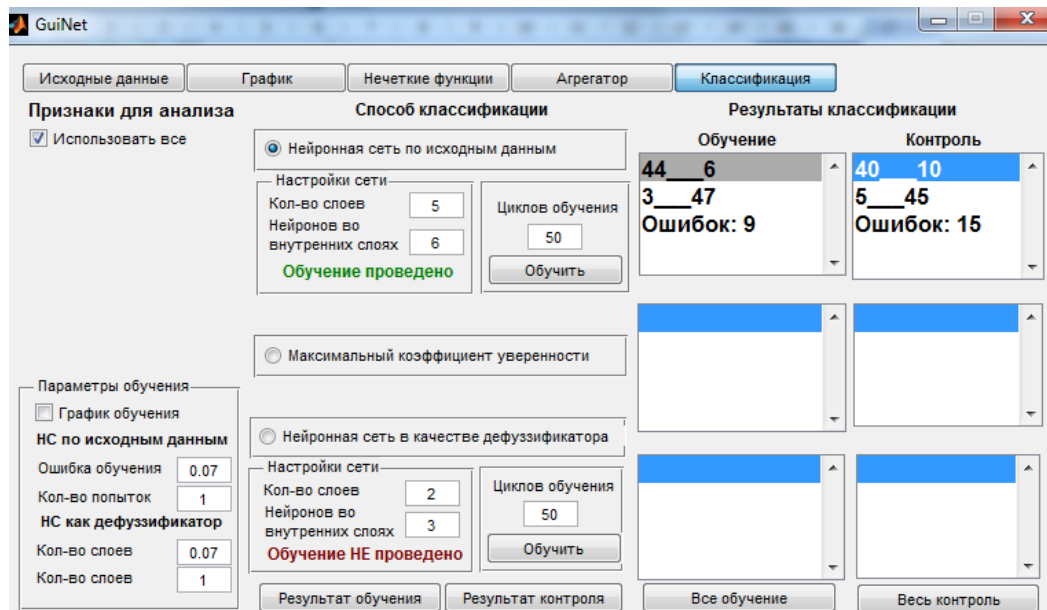 GuiNet
Исходные данные
График
Нечеткие функции
Агрегатор
Классификация
Признаки для анализа
Использовать все
Способ классификации
Нейронная сеть по исходным данным
Настройки сети
Кол-во слоев 5
Нейронов во
внутренних слоях 6
Обучение проведено
Циклов обучения
50
Обучить
Максимальный коэффициент уверенности
Нейронная сеть в качестве дефуззификатора
Настройки сети
Кол-во слоев 2
Нейронов во
внутренних слоях 3
Обучение НЕ проведено
Циклов обучения
50
Обучить
Результат обучения
Результат контроля
Параметры обучения
График обучения
НС по исходным данным
Ошибка обучения 0.07
Кол-во попыток 1
НС как дефуззификатор
Кол-во слоев 0.07
Кол-во слоев 1
Результаты классификации
Обучение
44___6
3___47
Ошибок: 9
Контроль
40___10
5___45
Ошибок: 15
Все обучение
Весь контроль